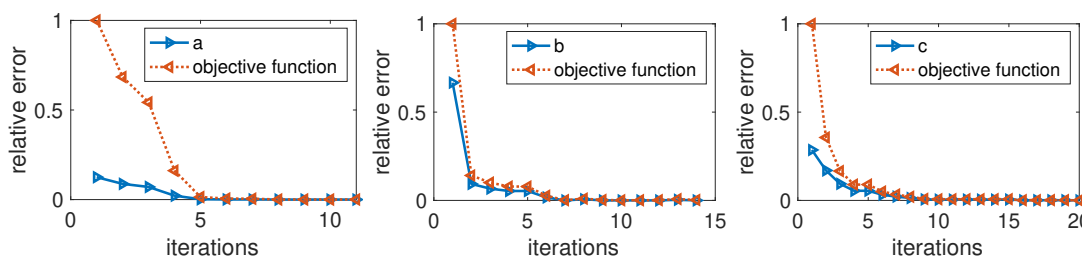 relative error
1
0.5
0
a
objective function
0 5 10
iterations
relative error
1
0.5
0
b
objective function
0 5 10 15
iterations
relative error
1
0.5
0
c
objective function
0 5 10 15 20
iterations